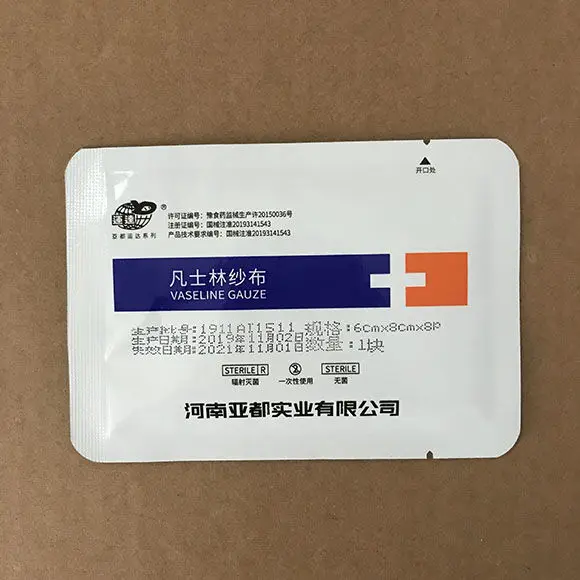 开口处
蓮達®
亚都运达系列
许可证编号：豫食药监械生产许20150036号
注册证编号：国械注准20193141543
产品技术要求编号：国械注准20193141543
凡士林纱布
VASELINE GAUZE
生产批号:1911A11511 规格:6cmx8cmx8P
生产日期:2019年11月02日数量:1块
失效日期:2021年11月01日
STERILE R
2
STERILE
辐射灭菌 一次性使用 无菌
河南亚都实业有限公司